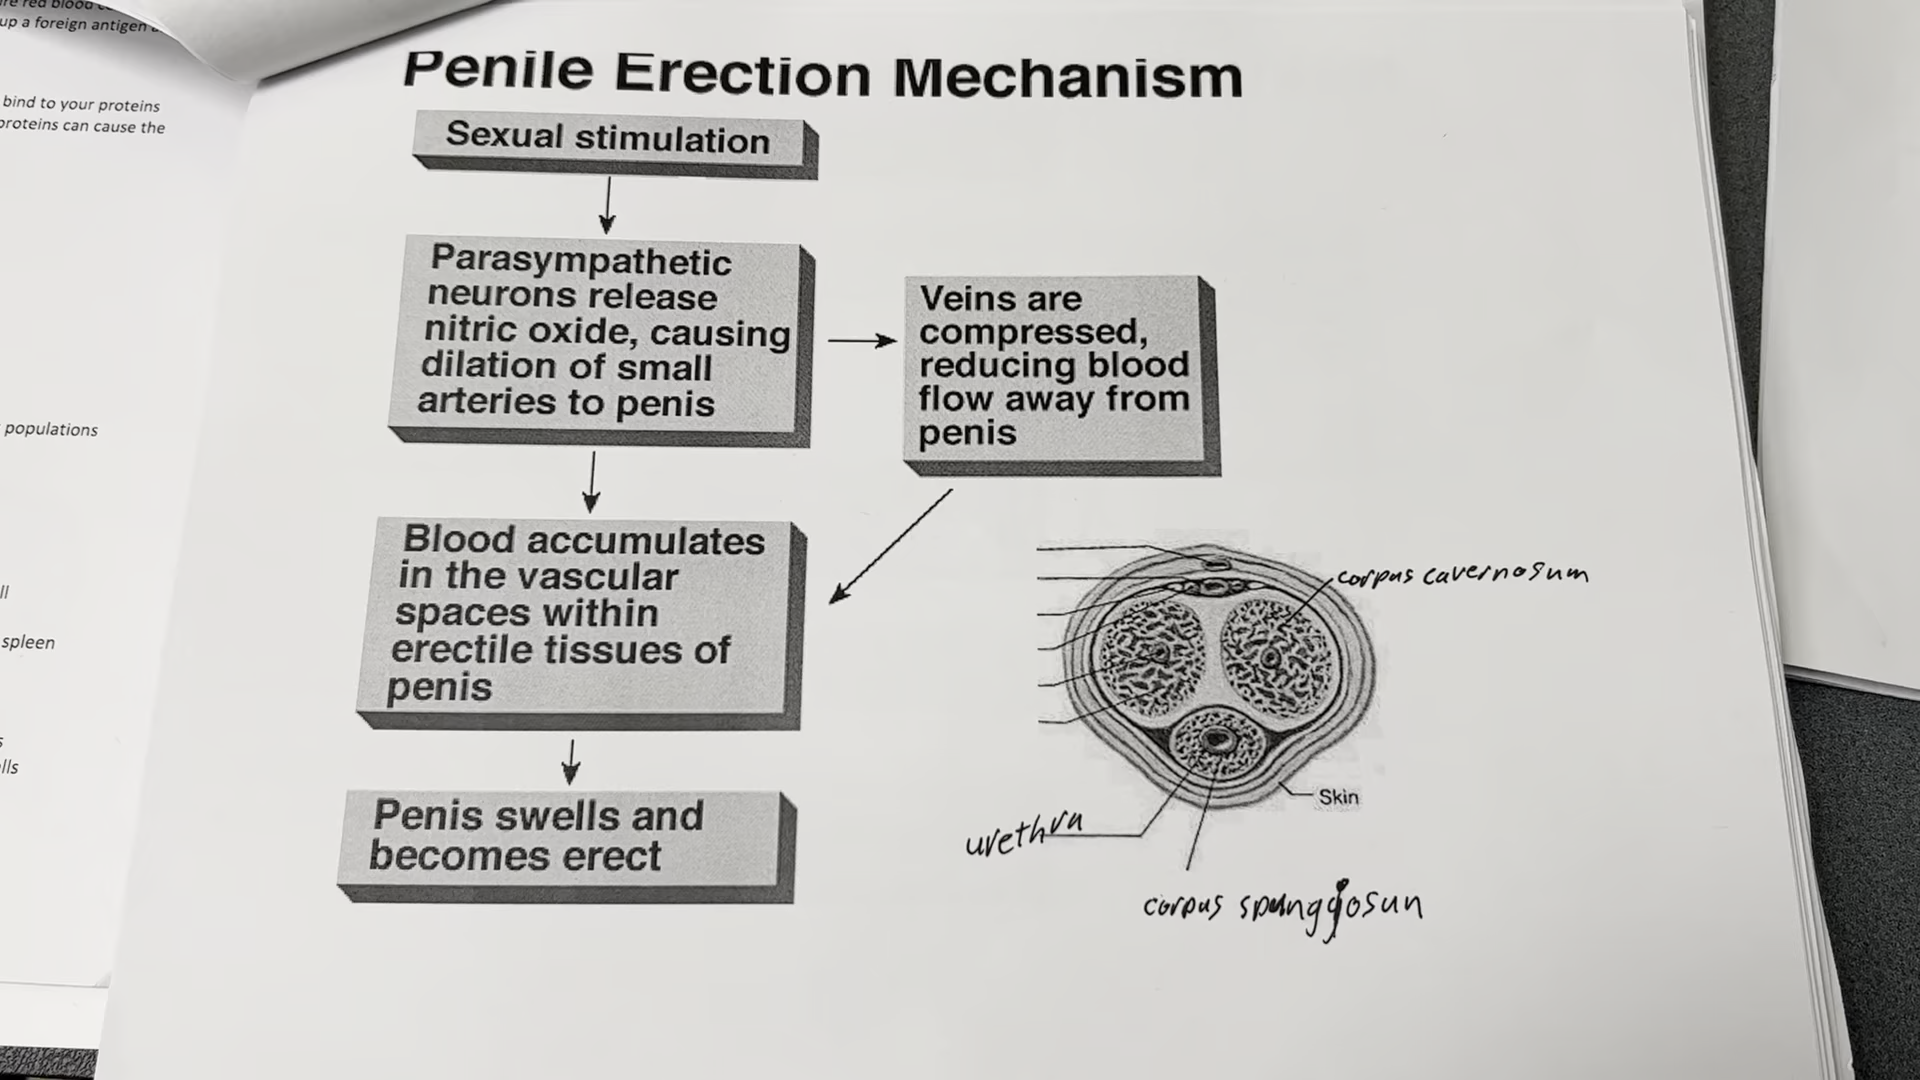 up a foreign antigen
bind to your proteins
proteins can cause the
populations
spleen
Penile Erection Mechanism
Sexual stimulation
Parasympathetic
neurons release
nitric oxide, causing
dilation of small
arteries to penis
Veins are
compressed,
reducing blood
flow away from
penis
Blood accumulates
in the vascular
spaces within
erectile tissues of
penis
Penis swells and
becomes erect
corpus cavernosum
Skin
urethra
corpus